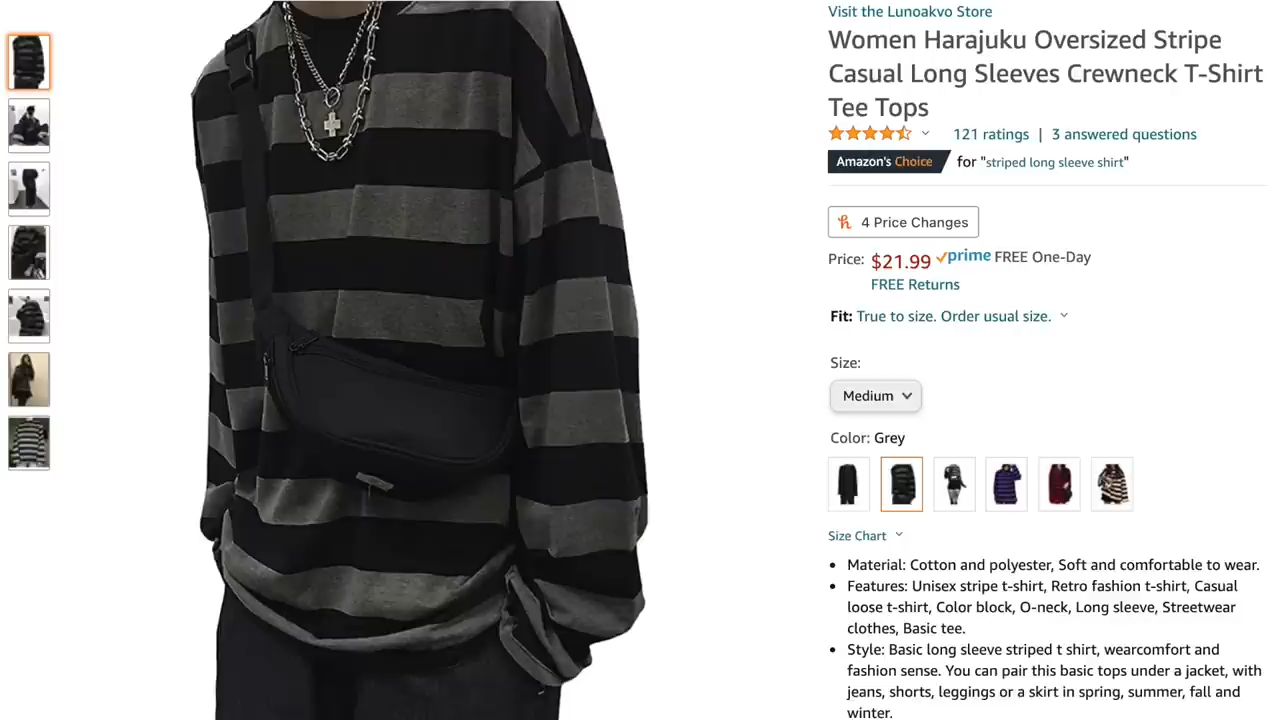 Visit the Lunoakvo Store
Women Harajuku Oversized Stripe
Casual Long Sleeves Crewneck T-Shirt
Tee Tops
121 ratings | 3 answered questions
Amazon's Choice for "striped long sleeve shirt"
4 Price Changes
Price: $21.99 prime FREE One-Day
FREE Returns
Fit: True to size. Order usual size.
Size:
Medium
Color: Grey
Size Chart
• Material: Cotton and polyester, Soft and comfortable to wear.
• Features: Unisex stripe t-shirt, Retro fashion t-shirt, Casual
loose t-shirt, Color block, O-neck, Long sleeve, Streetwear
clothes, Basic tee.
• Style: Basic long sleeve striped t shirt, wearcomfort and
fashion sense. You can pair this basic tops under a jacket, with
jeans, shorts, leggings or a skirt in spring, summer, fall and
winter.